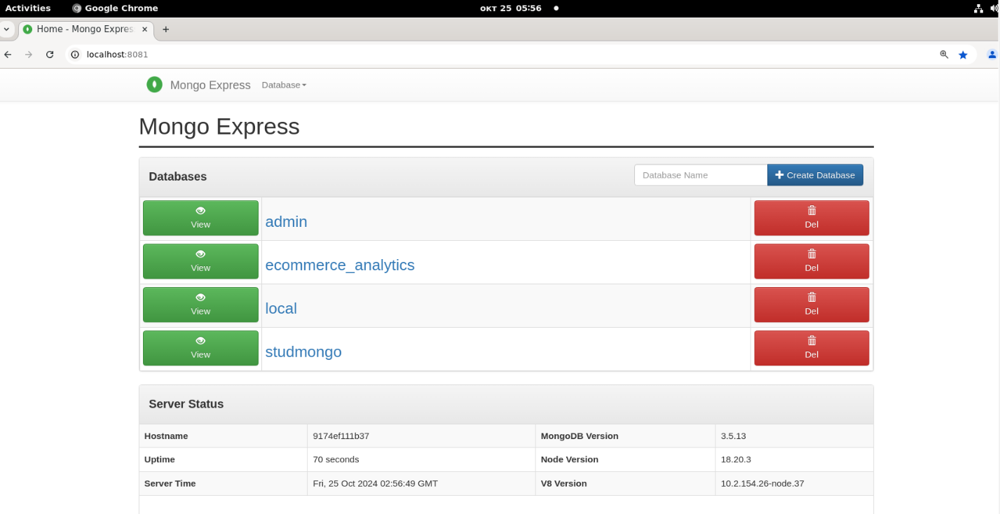 Activities Google Chrome окт 25 05:56
Home - Mongo Expres
localhost:8081
Mongo Express Database
Mongo Express
Databases Database Name Create Database
View admin Del
View ecommerce_analytics Del
View local Del
View studmongo Del
Server Status
Hostname 9174ef111b37 MongoDB Version 3.5.13
Uptime 70 seconds Node Version 18.20.3
Server Time Fri, 25 Oct 2024 02:56:49 GMT V8 Version 10.2.154.26-node.37